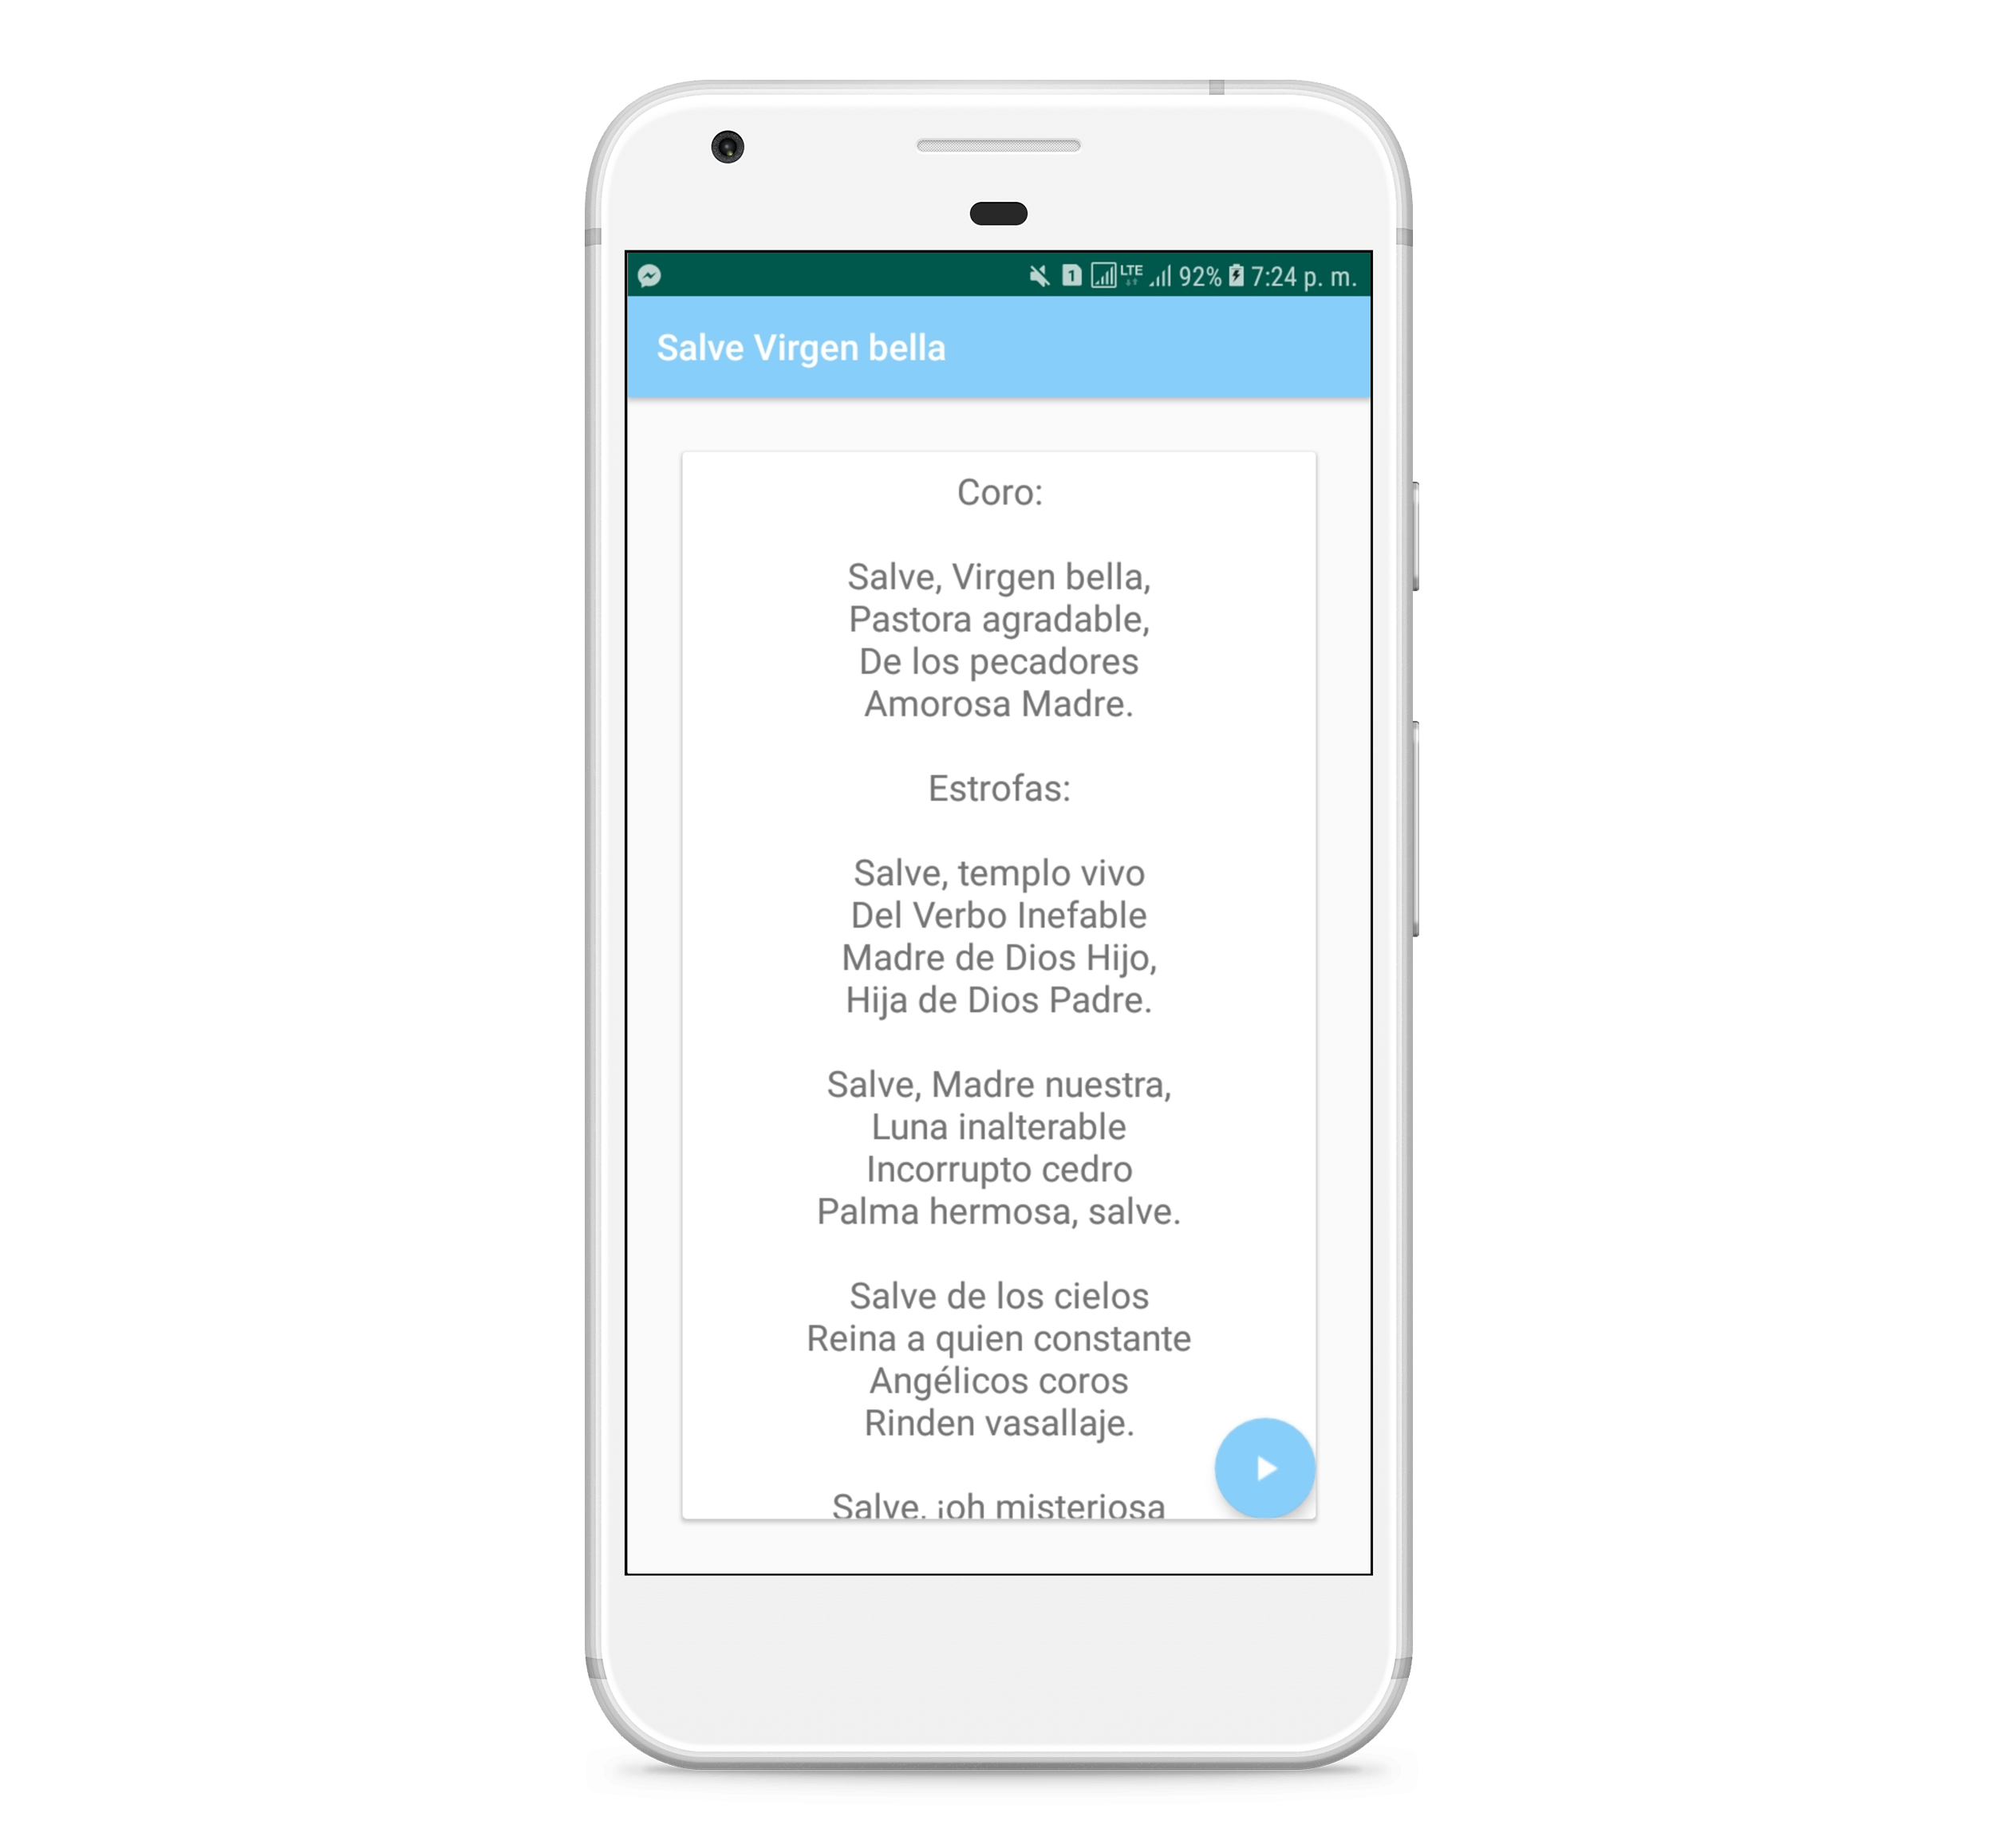 1 LTE 92% 7:24 p. m.
Salve Virgen bella
Coro:
Salve, Virgen bella,
Pastora agradable,
De los pecadores
Amorosa Madre.
Estrofas:
Salve, templo vivo
Del Verbo Inefable
Madre de Dios Hijo,
Hija de Dios Padre.
Salve, Madre nuestra,
Luna inalterable
Incorrupto cedro
Palma hermosa, salve.
Salve de los cielos
Reina a quien constante
Angélicos coros
Rinden vasallaje.
Salve, ¡oh misteriosa